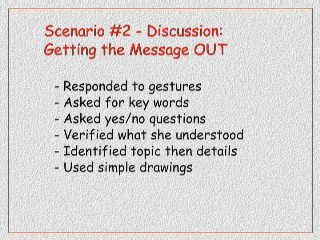 Scenario #2 - Discussion:
Getting the Message OUT
- Responded to gestures
- Asked for key words
- Asked yes/no questions
- Verified what she understood
- Identified topic then details
- Used simple drawings